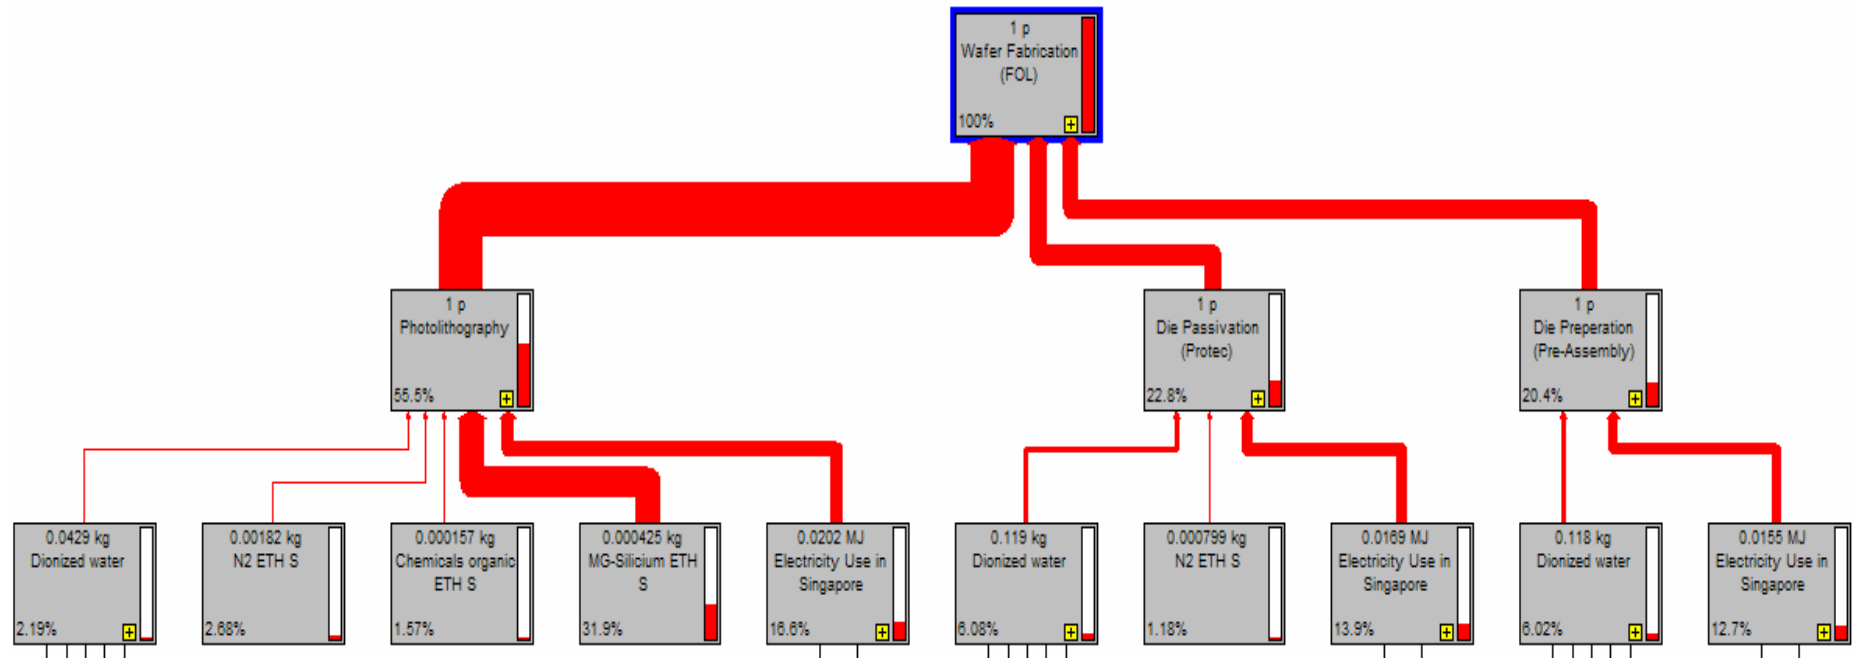 1 p
Wafer Fabrication
(FOL)
100%
1 p
Photolithography
55.5%
1 p
Die Passivation
(Protec)
22.8%
1 p
Die Preperation
(Pre-Assembly)
20.4%
0.0429 kg
Dionized water
2.19%
0.00182 kg
N2 ETH S
2.68%
0.000157 kg
Chemicals organic
ETH S
1.57%
0.000425 kg
MG-Silicium ETH
S
31.9%
0.0202 MJ
Electricity Use in
Singapore
16.6%
0.119 kg
Dionized water
6.08%
0.000799 kg
N2 ETH S
1.18%
0.0169 MJ
Electricity Use in
Singapore
13.9%
0.118 kg
Dionized water
6.02%
0.0155 MJ
Electricity Use in
Singapore
12.7%